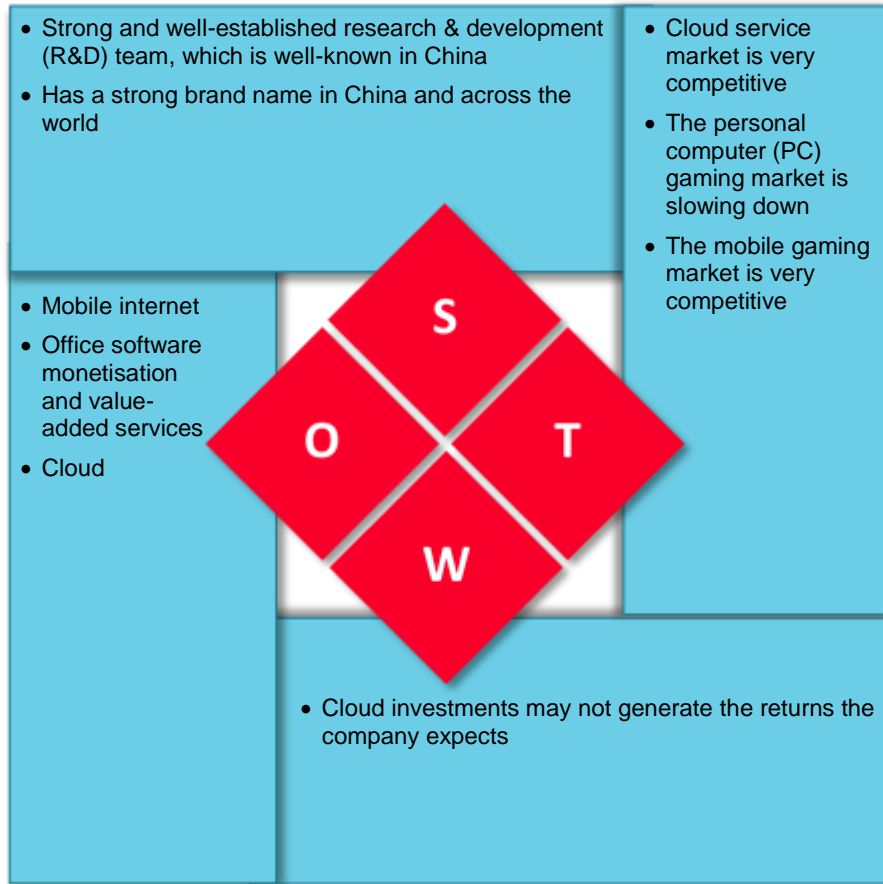 • Strong and well-established research & development
(R&D) team, which is well-known in China
• Has a strong brand name in China and across the
world
• Cloud service
market is very
competitive
• The personal
computer (PC)
gaming market is
slowing down
• The mobile gaming
market is very
competitive
• Mobile internet
• Office software
monetisation
and value-
added services
• Cloud
S
O
T
W
• Cloud investments may not generate the returns the
company expects